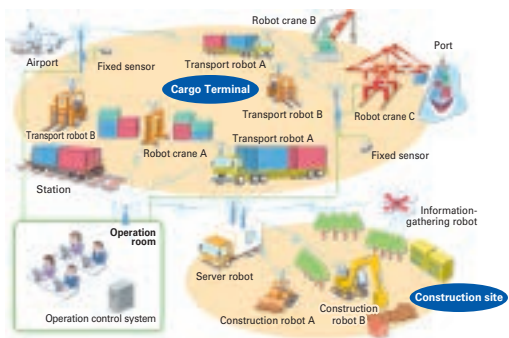 Robot crane B
Airport
Fixed sensor
Transport robot A
Port
Cargo Terminal
Transport robot B
Robot crane C
Transport robot B
Robot crane A
Transport robot A
Fixed sensor
Station
Information-
gathering robot
Operation
room
Server robot
Construction site
Operation control system
Construction robot A
Construction
robot B